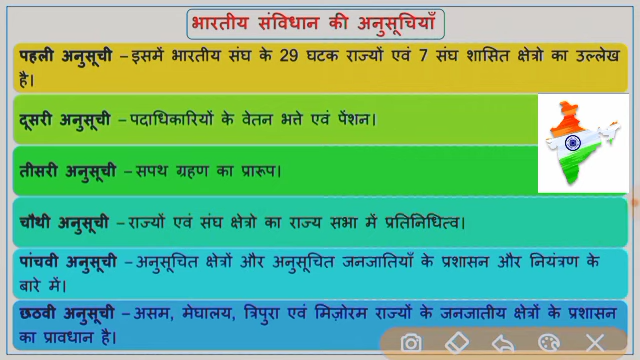 भारतीय संविधान की अनुसूचियाँ
पहली अनुसूची – इसमें भारतीय संघ के 29 घटक राज्यों एवं 7 संघ शासित क्षेत्रो का उल्लेख
है।
दूसरी अनुसूची – पदाधिकारियों के वेतन भत्ते एवं पेंशन।
तीसरी अनुसूची – सपथ ग्रहण का प्रारूप।
चौथी अनुसूची – राज्यों एवं संघ क्षेत्रो का राज्य सभा में प्रतिनिधित्व।
पांचवी अनुसूची – अनुसूचित क्षेत्रों और अनुसूचित जनजातियाँ के प्रशासन और नियंत्रण के
बारे में।
छठवी अनुसूची – असम, मेघालय, त्रिपुरा एवं मिज़ोरम राज्यों के जनजातीय क्षेत्रों के प्रशासन
का प्रावधान है।